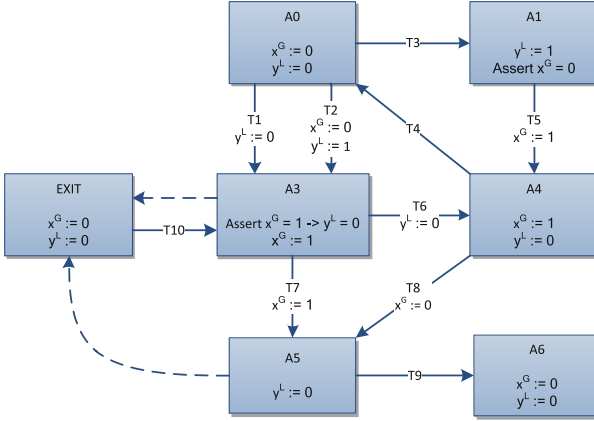 A0
x^G := 0
y^L := 0
A1
y^L := 1
Assert x^G = 0
T3
T1
y^L := 0
T2
x^G := 0
y^L := 1
T4
T5
x^G := 1
EXIT
x^G := 0
y^L := 0
T10
A3
Assert x^G = 1 -> y^L = 0
x^G := 1
T6
y^L := 0
A4
x^G := 1
y^L := 0
T7
x^G := 1
T8
x^G := 0
A5
y^L := 0
T9
A6
x^G := 0
y^L := 0